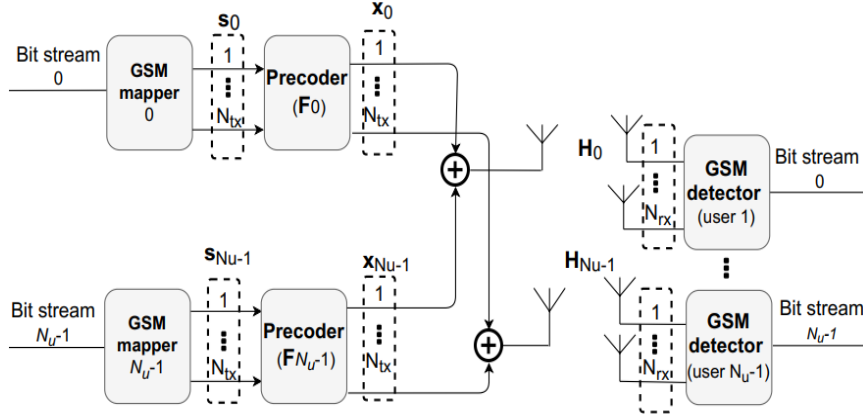 s0
x0
Bit stream
0
GSM
mapper
0
1
Ntx
Precoder
(F0)
1
Ntx
+
H0
1
Nrx
GSM
detector
(user 1)
Bit stream
0
sNu-1
xNu-1
HNu-1
Bit stream
Nu-1
GSM
mapper
Nu-1
1
Ntx
Precoder
(FNu-1)
1
Ntx
+
1
Nrx
GSM
detector
(user Nu-1)
Bit stream
Nu-1